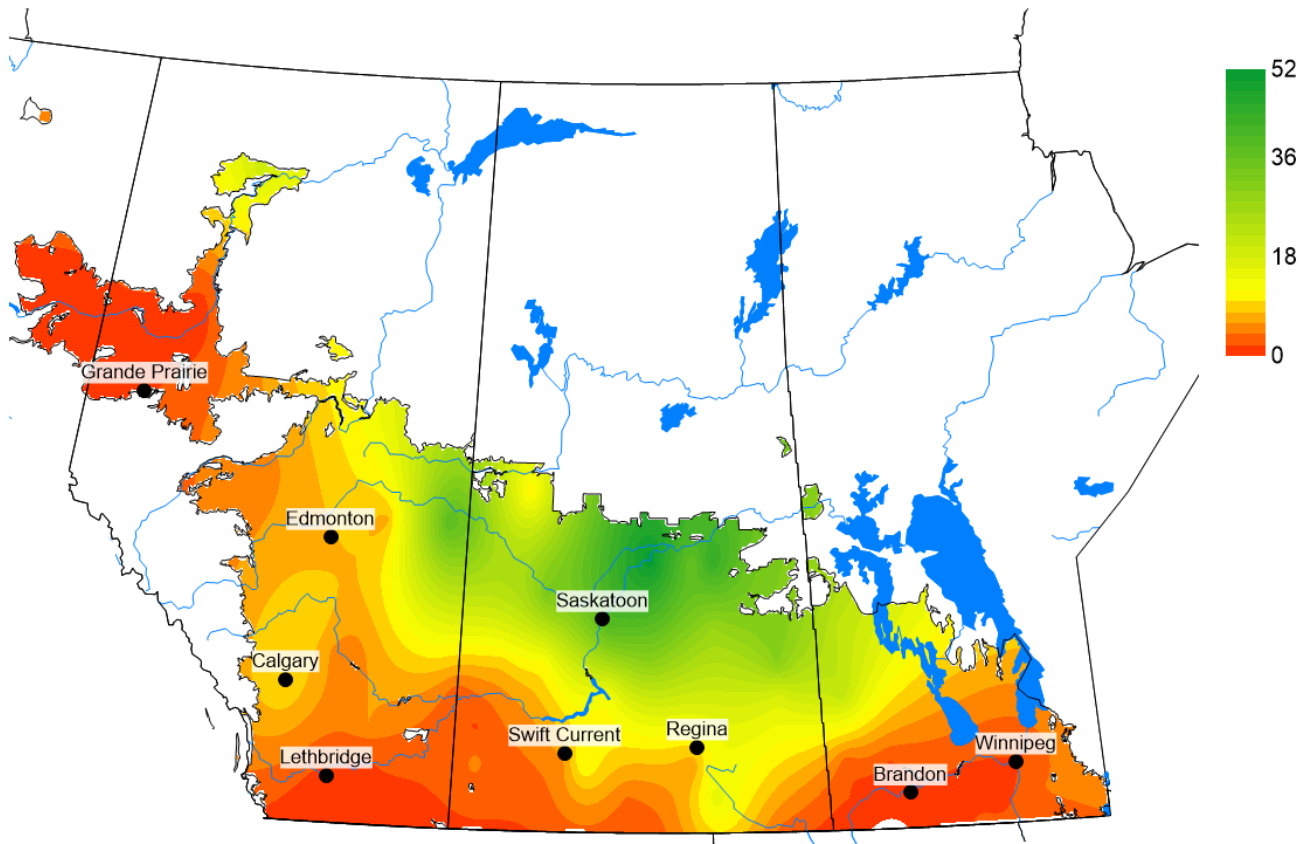 52
36
18
0
Grande Prairie
Edmonton
Saskatoon
Calgary
Swift Current
Regina
Lethbridge
Winnipeg
Brandon